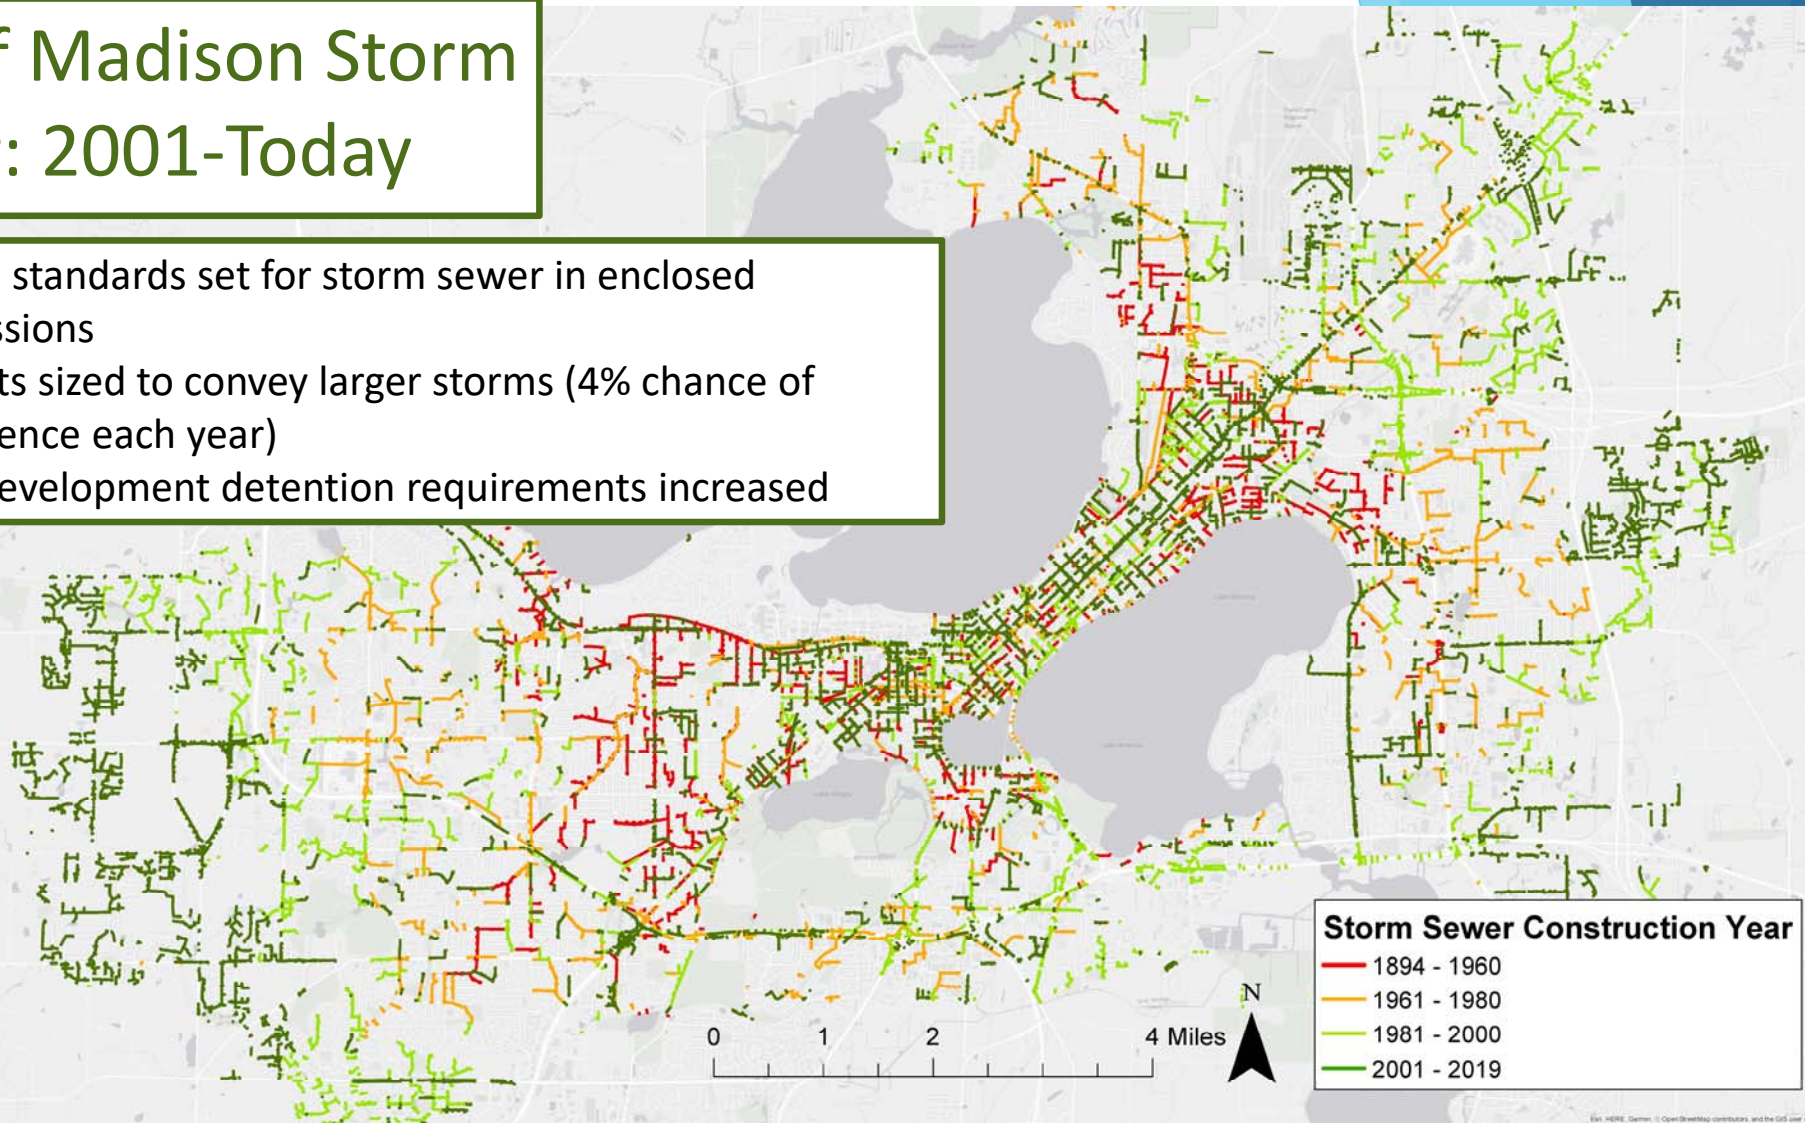 f Madison Storm
: 2001-Today
standards set for storm sewer in enclosed
ssions
ts sized to convey larger storms (4% chance of
ence each year)
evelopment detention requirements increased
Storm Sewer Construction Year
1894 - 1960
1961 - 1980
1981 - 2000
2001 - 2019
N
0 1 2 4 Miles